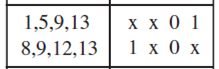 1,5,9,13 x x 0 1
8,9,12,13 1 x 0 x